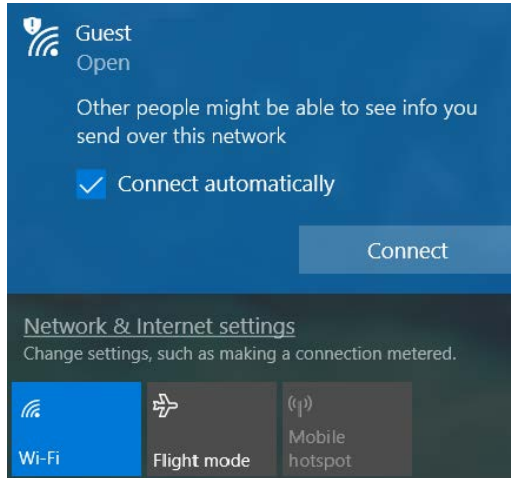 Guest
Open
Other people might be able to see info you
send over this network
Connect automatically
Connect
Network & Internet settings
Change settings, such as making a connection metered.
Wi-Fi
Flight mode
Mobile
hotspot